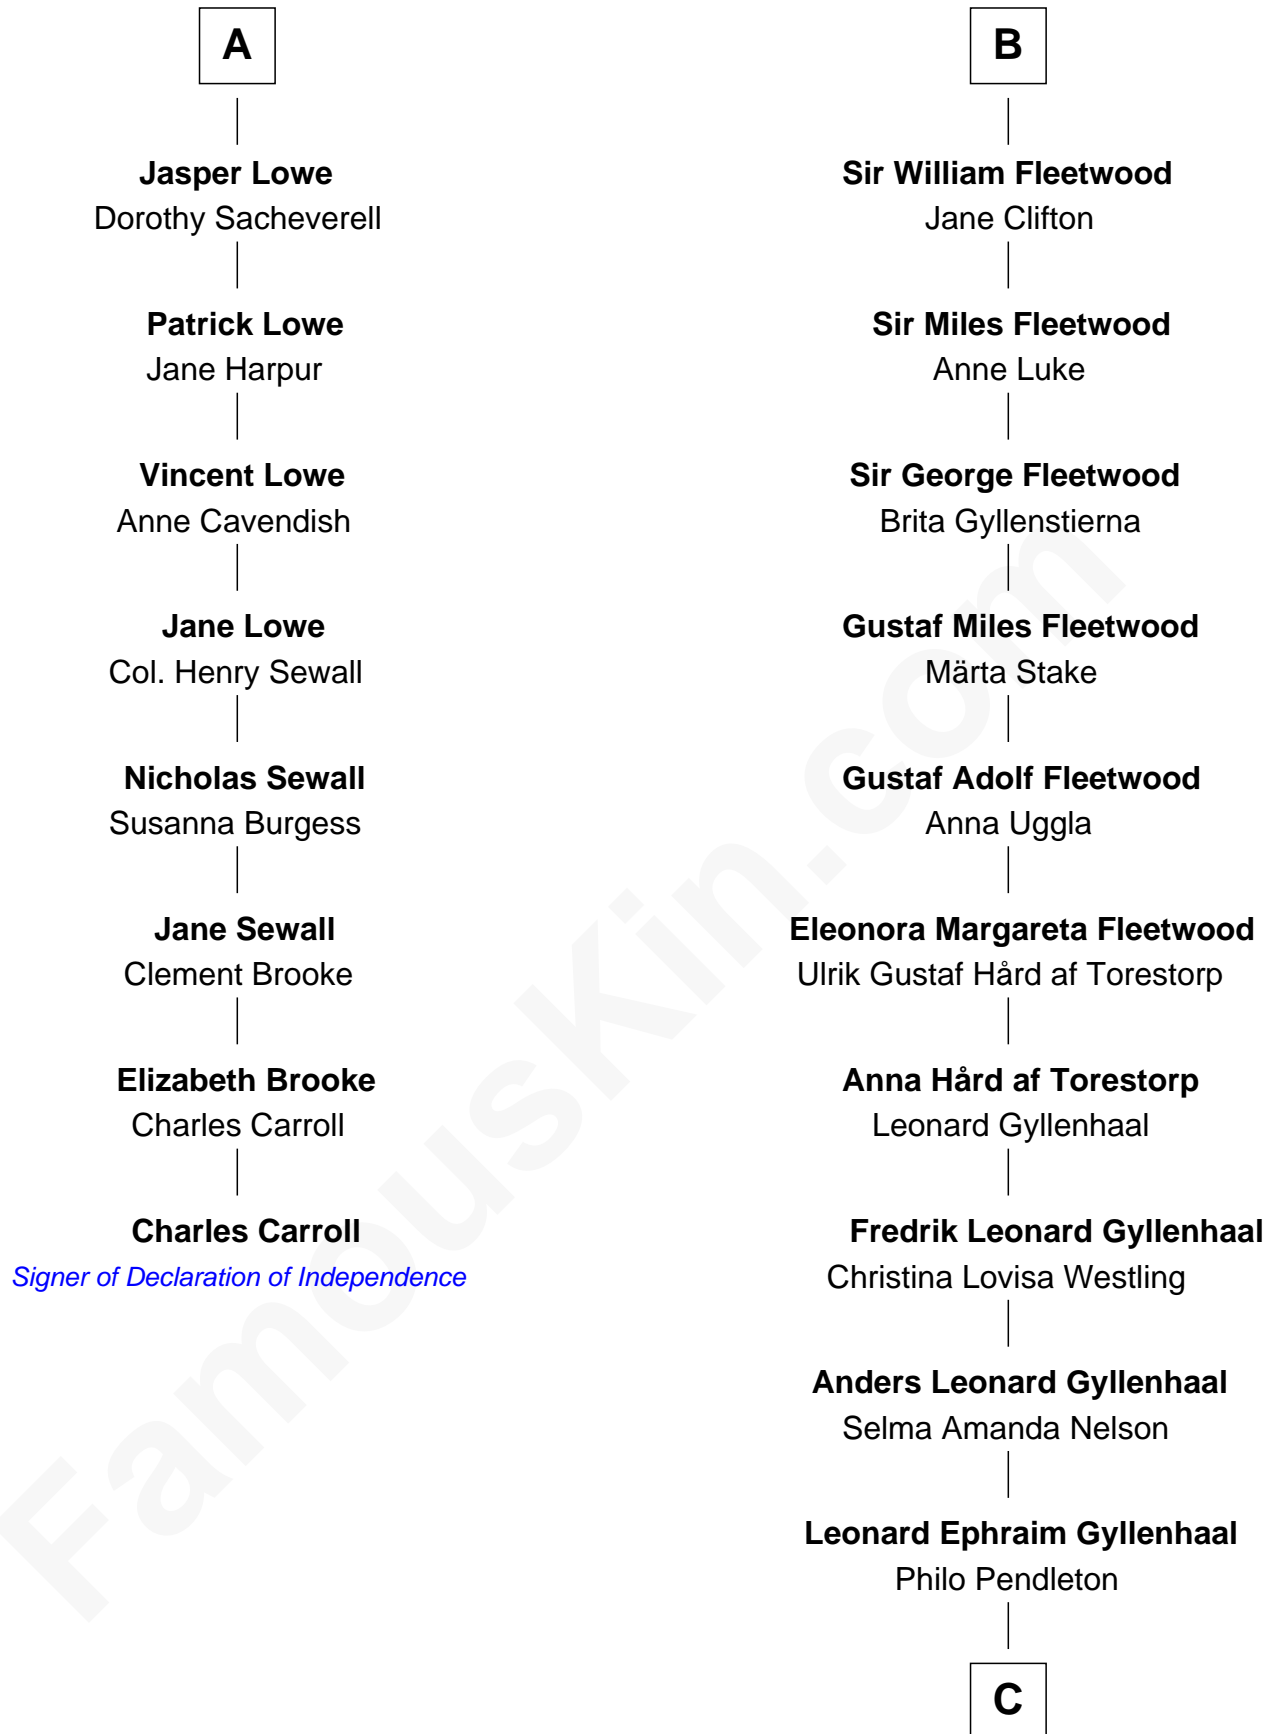 A
Jasper Lowe
Dorothy Sacheverell
Patrick Lowe
Jane Harpur
Vincent Lowe
Anne Cavendish
Jane Lowe
Col. Henry Sewall
Nicholas Sewall
Susanna Burgess
Jane Sewall
Clement Brooke
Elizabeth Brooke
Charles Carroll
Charles Carroll
Signer of Declaration of Independence
B
Sir William Fleetwood
Jane Clifton
Sir Miles Fleetwood
Anne Luke
Sir George Fleetwood
Brita Gyllenstierna
Gustaf Miles Fleetwood
Märta Stake
Gustaf Adolf Fleetwood
Anna Uggla
Eleonora Margareta Fleetwood
Ulrik Gustaf Hård af Torestorp
Anna Hård af Torestorp
Leonard Gyllenhaal
Fredrik Leonard Gyllenhaal
Christina Lovisa Westling
Anders Leonard Gyllenhaal
Selma Amanda Nelson
Leonard Ephraim Gyllenhaal
Philo Pendleton
C
FamousKin.com